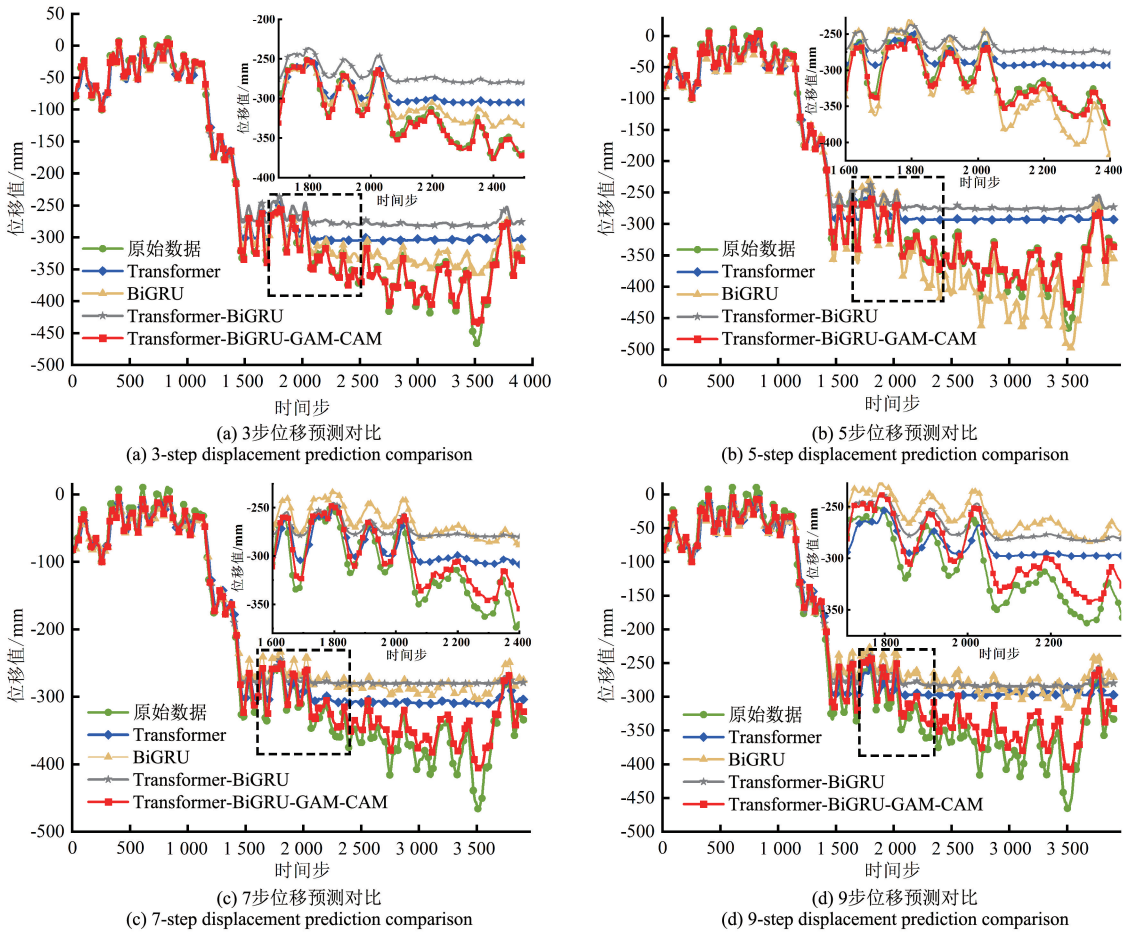 50
0
-50
-100
-150
-200
-250
-300
-350
-400
-450
-500
位移值/mm
0
500
1 000
1 500
2 000
2 500
3 000
3 500
4 000
时间步
-200
-250
-300
-350
-400
位移值/mm
1 800
2 000
2 200
2 400
时间步
原始数据
Transformer
BiGRU
Transformer-BiGRU
Transformer-BiGRU-GAM-CAM
(a) 3步位移预测对比
(a) 3-step displacement prediction comparison
0
-50
-100
-150
-200
-250
-300
-350
-400
-450
-500
位移值/mm
0
500
1 000
1 500
2 000
2 500
3 000
3 500
时间步
-250
-300
-350
位移值/mm
1 600
1 800
2 000
2 200
2 400
时间步
原始数据
Transformer
BiGRU
Transformer-BiGRU
Transformer-BiGRU-GAM-CAM
(b) 5步位移预测对比
(b) 5-step displacement prediction comparison
0
-100
-200
-300
-400
-500
位移值/mm
0
500
1 000
1 500
2 000
2 500
3 000
3 500
时间步
-250
-300
-350
位移值/mm
1 600
1 800
2 000
2 200
2 400
时间步
原始数据
Transformer
BiGRU
Transformer-BiGRU
Transformer-BiGRU-GAM-CAM
(c) 7步位移预测对比
(c) 7-step displacement prediction comparison
0
-50
-100
-150
-200
-250
-300
-350
-400
-450
-500
位移值/mm
0
500
1 000
1 500
2 000
2 500
3 000
3 500
时间步
-250
-300
-350
位移值/mm
1 800
2 000
2 200
时间步
原始数据
Transformer
BiGRU
Transformer-BiGRU
Transformer-BiGRU-GAM-CAM
(d) 9步位移预测对比
(d) 9-step displacement prediction comparison